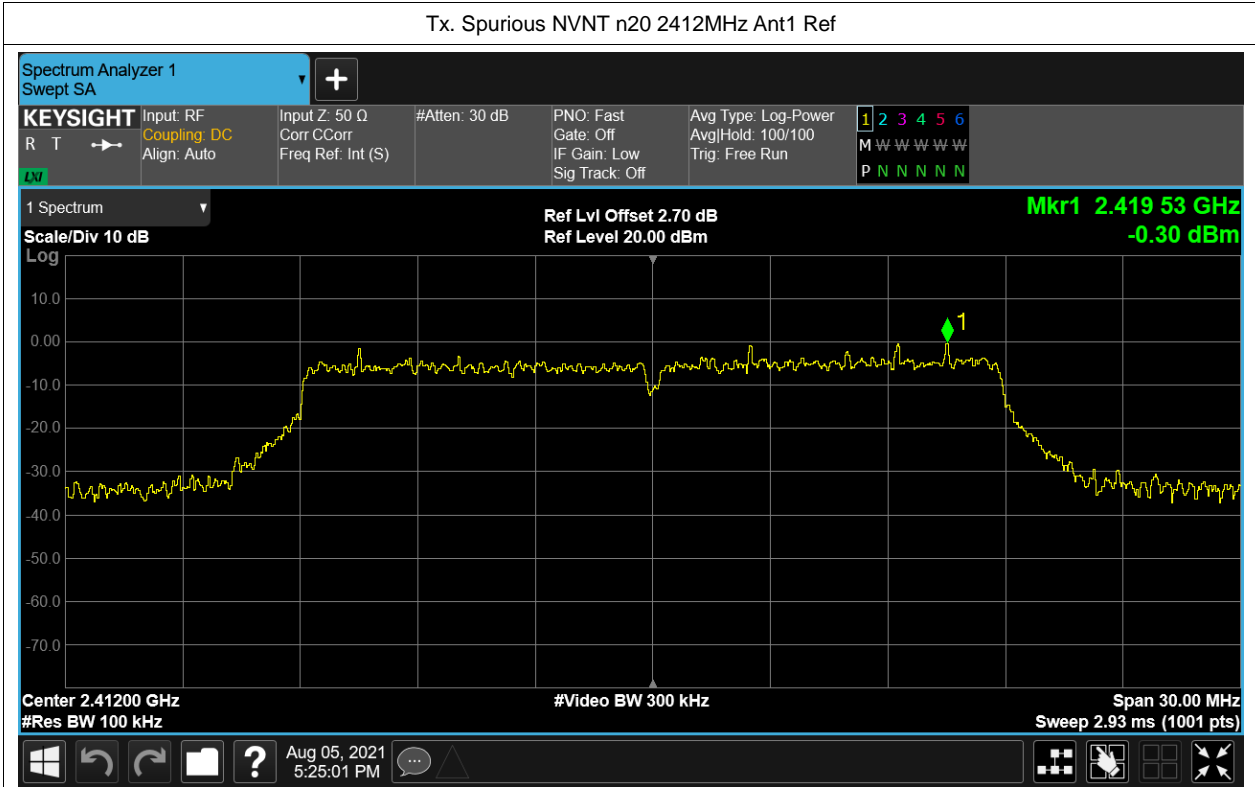 Tx. Spurious NVNT n20 2412MHz Ant1 Ref
Spectrum Analyzer 1
Swept SA
KEYSIGHT
R T
LXI
Input: RF
Coupling: DC
Align: Auto
Input Z: 50 Ω
Corr CCorr
Freq Ref: Int (S)
#Atten: 30 dB
PNO: Fast
Gate: Off
IF Gain: Low
Sig Track: Off
Avg Type: Log-Power
Avg|Hold: 100/100
Trig: Free Run
1 2 3 4 5 6
M W W W W W
P N N N N N
1 Spectrum
Scale/Div 10 dB
Log
Ref Lvl Offset 2.70 dB
Ref Level 20.00 dBm
Mkr1 2.419 53 GHz
-0.30 dBm
10.0
0.00
-10.0
-20.0
-30.0
-40.0
-50.0
-60.0
-70.0
1
Center 2.41200 GHz
#Res BW 100 kHz
#Video BW 300 kHz
Span 30.00 MHz
Sweep 2.93 ms (1001 pts)
?
Aug 05, 2021
5:25:01 PM